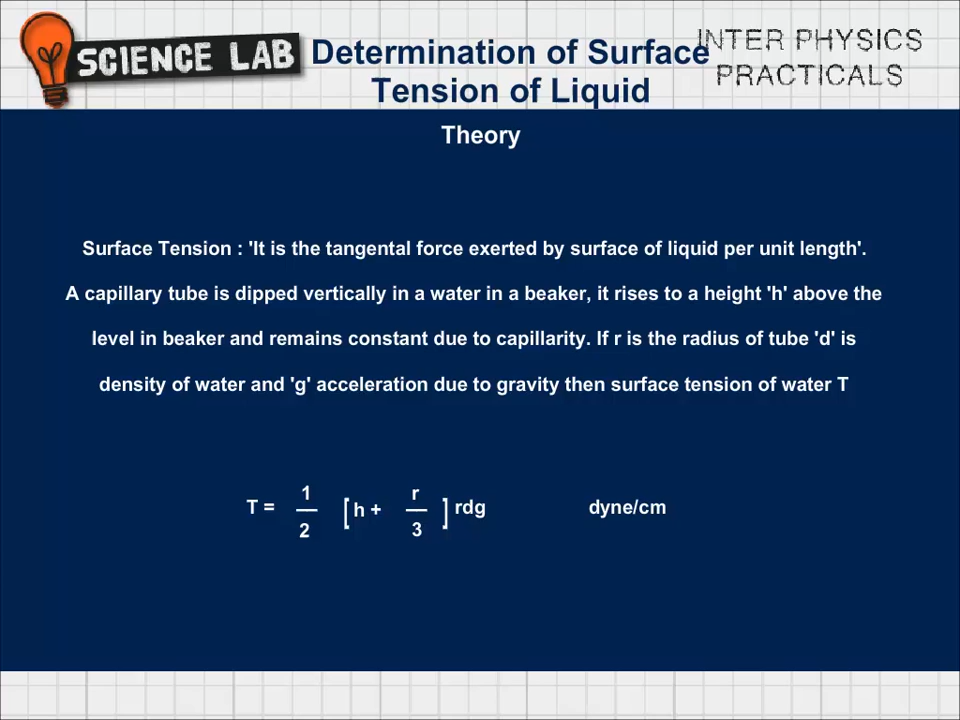 SCIENCE LAB
Determination of Surface
Tension of Liquid
INTER PHYSICS
PRACTICALS
Theory
Surface Tension : 'It is the tangental force exerted by surface of liquid per unit length'.
A capillary tube is dipped vertically in a water in a beaker, it rises to a height 'h' above the
level in beaker and remains constant due to capillarity. If r is the radius of tube 'd' is
density of water and 'g' acceleration due to gravity then surface tension of water T
T = 1/2 [h + r/3] rdg dyne/cm